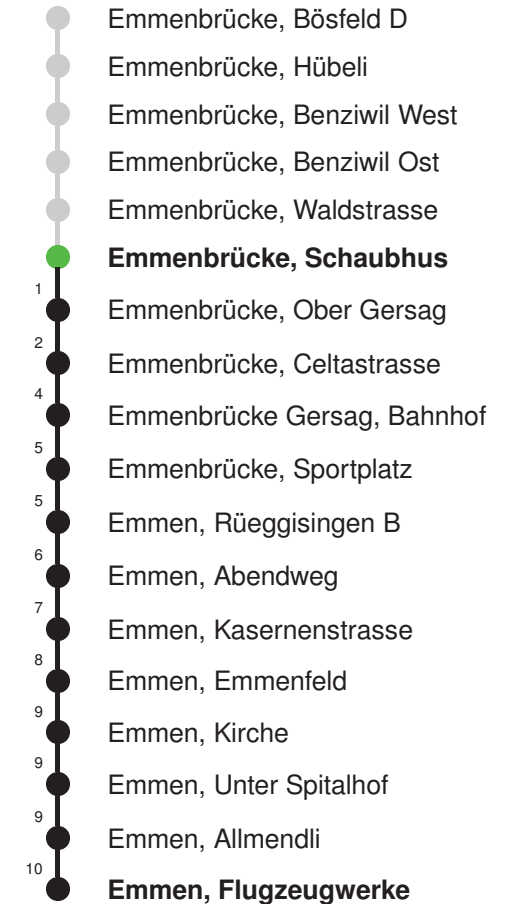 Emmenbrücke, Bösfeld D
Emmenbrücke, Hübeli
Emmenbrücke, Benziwil West
Emmenbrücke, Benziwil Ost
Emmenbrücke, Waldstrasse
Emmenbrücke, Schaubhus
1 Emmenbrücke, Ober Gersag
2 Emmenbrücke, Celtastrasse
4 Emmenbrücke Gersag, Bahnhof
5 Emmenbrücke, Sportplatz
5 Emmen, Rüeggisingen B
6 Emmen, Abendweg
7 Emmen, Kasernenstrasse
8 Emmen, Emmenfeld
9 Emmen, Kirche
9 Emmen, Unter Spitalhof
9 Emmen, Allmendli
10 Emmen, Flugzeugwerke